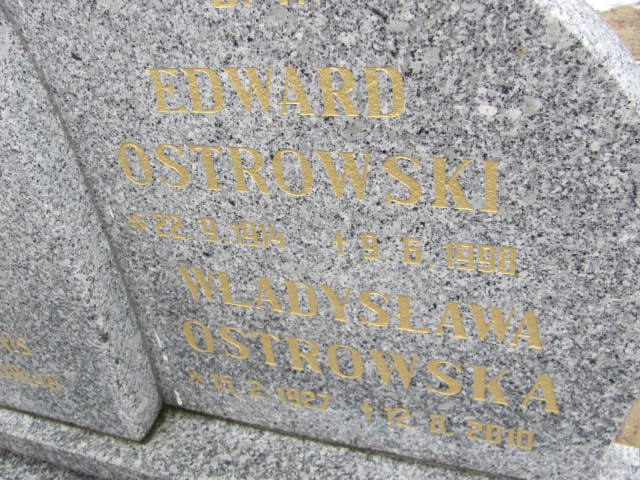 EDWARD
OSTROWSKI
* 22. 9. 1914 † 9. 6. 1998
WŁADYSŁAWA
OSTROWSKA
* 15. 2. 1927 † 12. 8. 2010